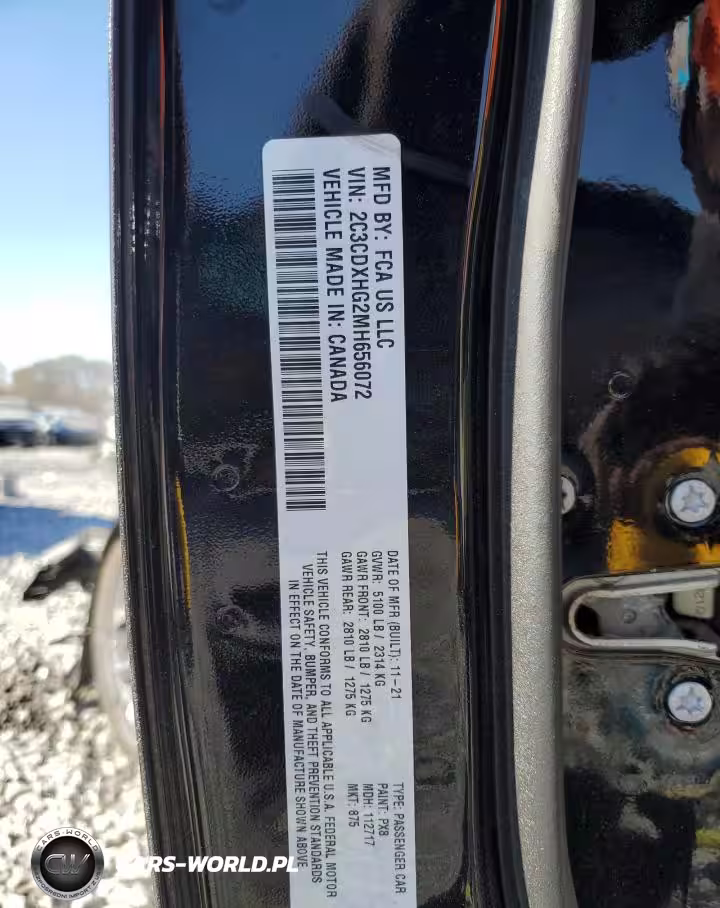 MFD BY: FCA US LLC
VIN: 2C3CDXHG2MH656072
VEHICLE MADE IN: CANADA
DATE OF MFR (BUILT): 11-21
GVWR: 5100 LB / 2314 KG
GAWR FRONT: 2810 LB / 1275 KG
GAWR REAR: 2810 LB / 1275 KG
THIS VEHICLE CONFORMS TO ALL APPLICABLE U.S.A. FEDERAL MOTOR
VEHICLE SAFETY, BUMPER, AND THEFT PREVENTION STANDARDS
IN EFFECT ON THE DATE OF MANUFACTURE SHOWN ABOVE
TYPE: PASSENGER CAR
PAINT: PX8
MDH: 112717
MKT: 875
CARS-WORLD
CW
CARS-WORLD.PL